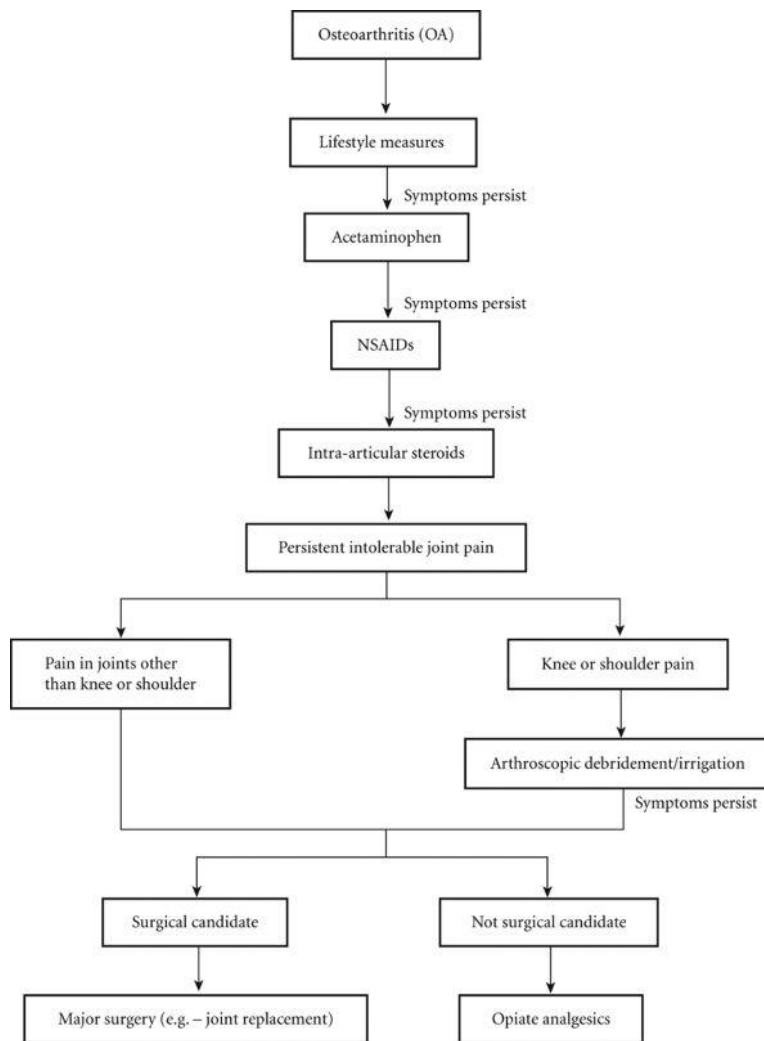 Osteoarthritis (OA)
Lifestyle measures
Symptoms persist
Acetaminophen
Symptoms persist
NSAIDs
Symptoms persist
Intra-articular steroids
Persistent intolerable joint pain
Pain in joints other
than knee or shoulder
Knee or shoulder pain
Arthroscopic debridement/irrigation
Symptoms persist
Surgical candidate
Not surgical candidate
Major surgery (e.g. – joint replacement)
Opiate analgesics